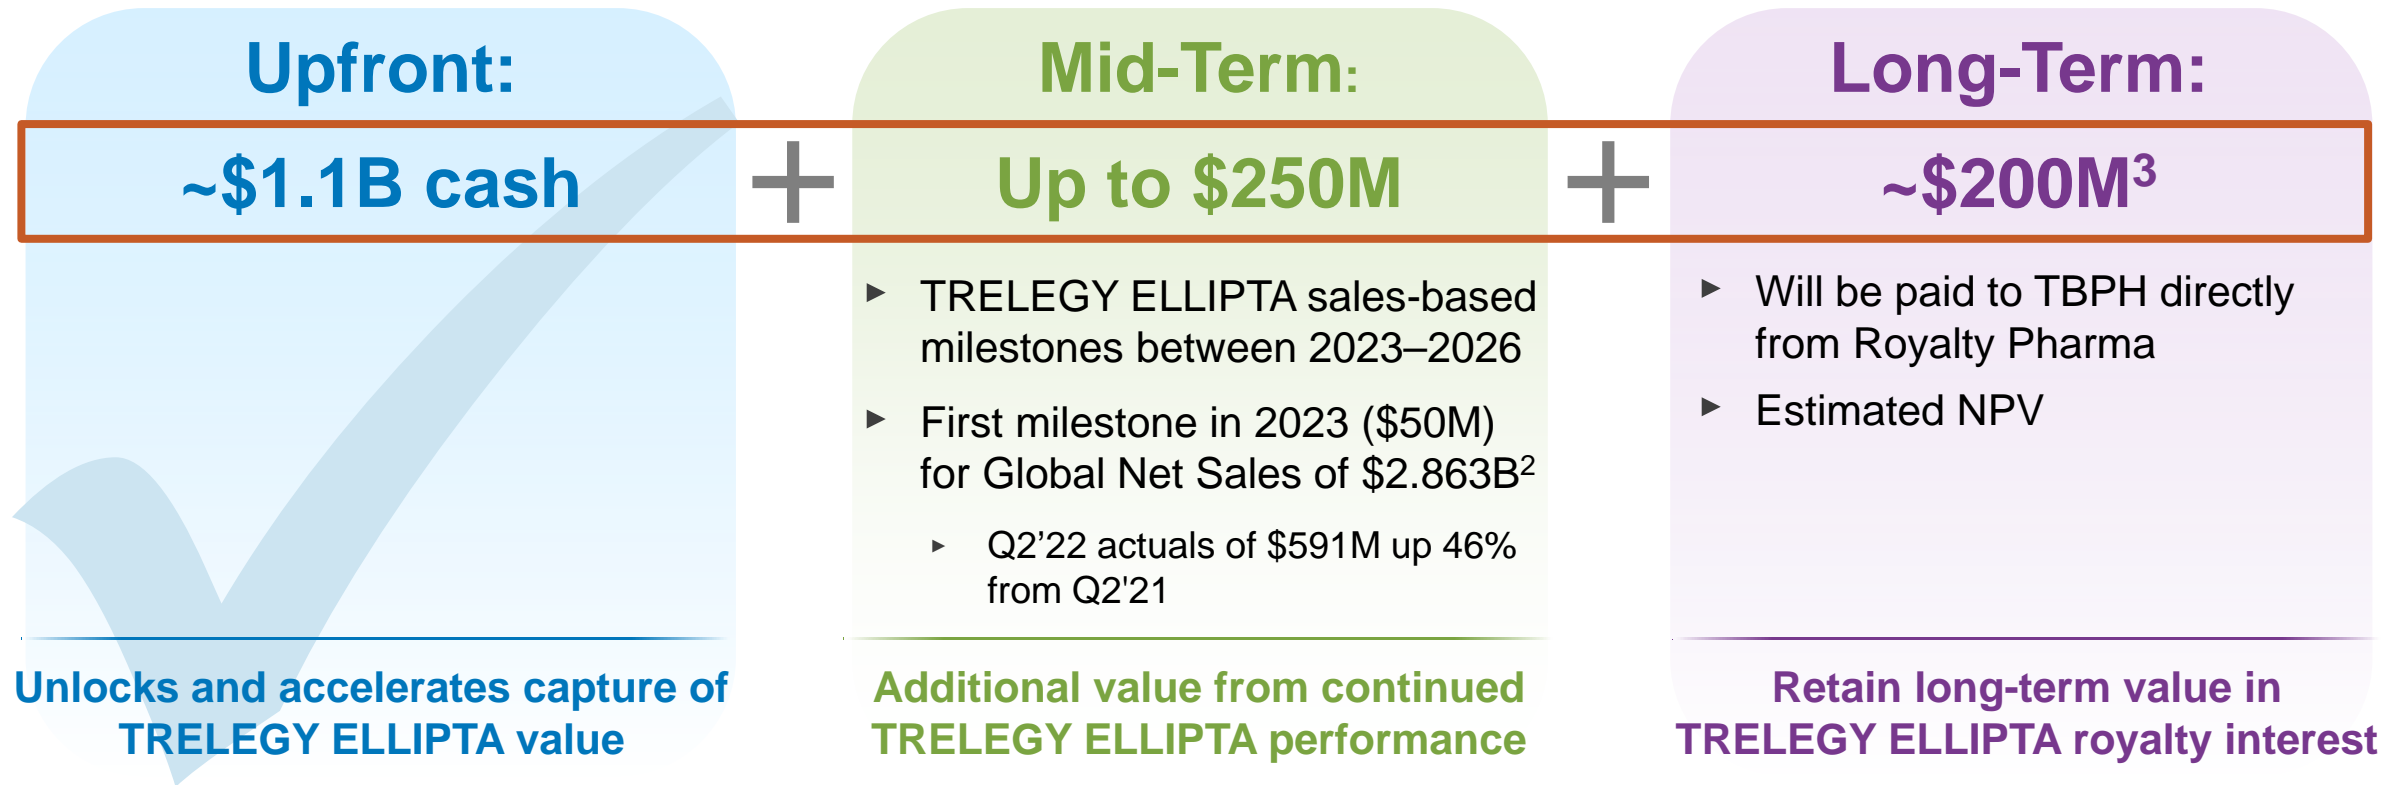 Upfront:
~$1.1B cash
Unlocks and accelerates capture of
TRELEGY ELLIPTA value
+
Mid-Term:
Up to $250M
► TRELEGY ELLIPTA sales-based
milestones between 2023–2026
► First milestone in 2023 ($50M)
for Global Net Sales of $2.863B²
► Q2’22 actuals of $591M up 46%
from Q2'21
Additional value from continued
TRELEGY ELLIPTA performance
+
Long-Term:
~$200M³
► Will be paid to TBPH directly
from Royalty Pharma
► Estimated NPV
Retain long-term value in
TRELEGY ELLIPTA royalty interest